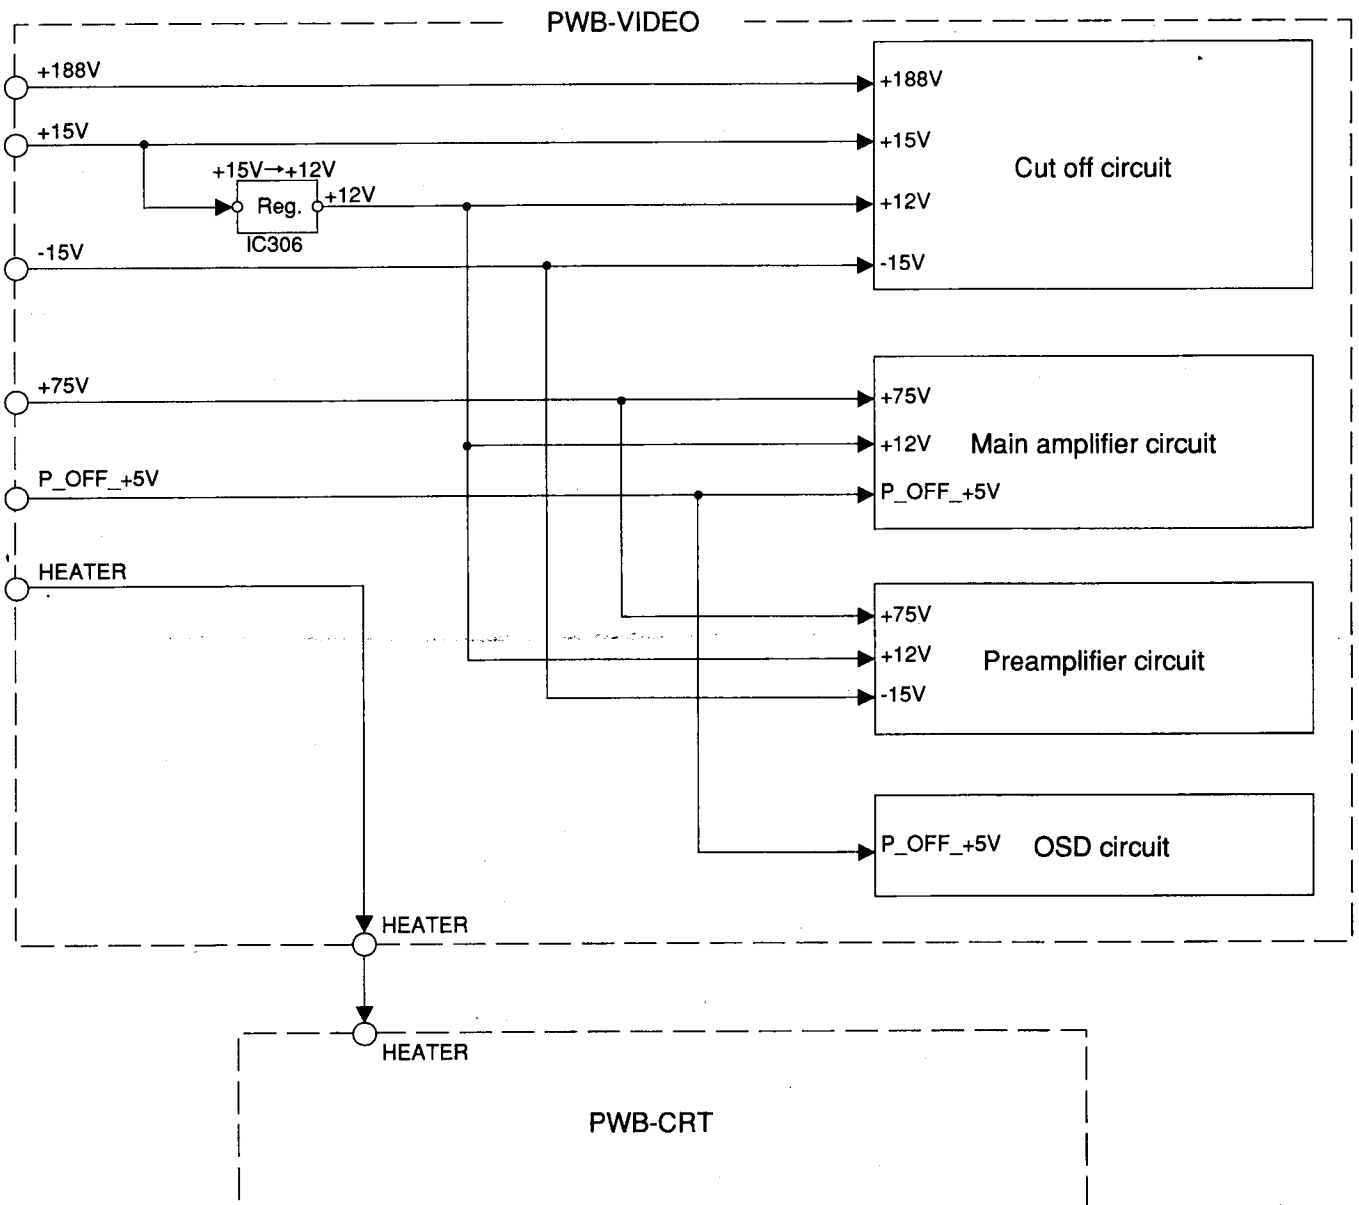 PWB-VIDEO
+188V
+188V
+15V
+15V
Cut off circuit
+15V→+12V
Reg.
+12V
+12V
IC306
-15V
-15V
+75V
+75V
+12V
Main amplifier circuit
P_OFF_+5V
P_OFF_+5V
HEATER
+75V
+12V
Preamplifier circuit
-15V
P_OFF_+5V
OSD circuit
HEATER
HEATER
PWB-CRT